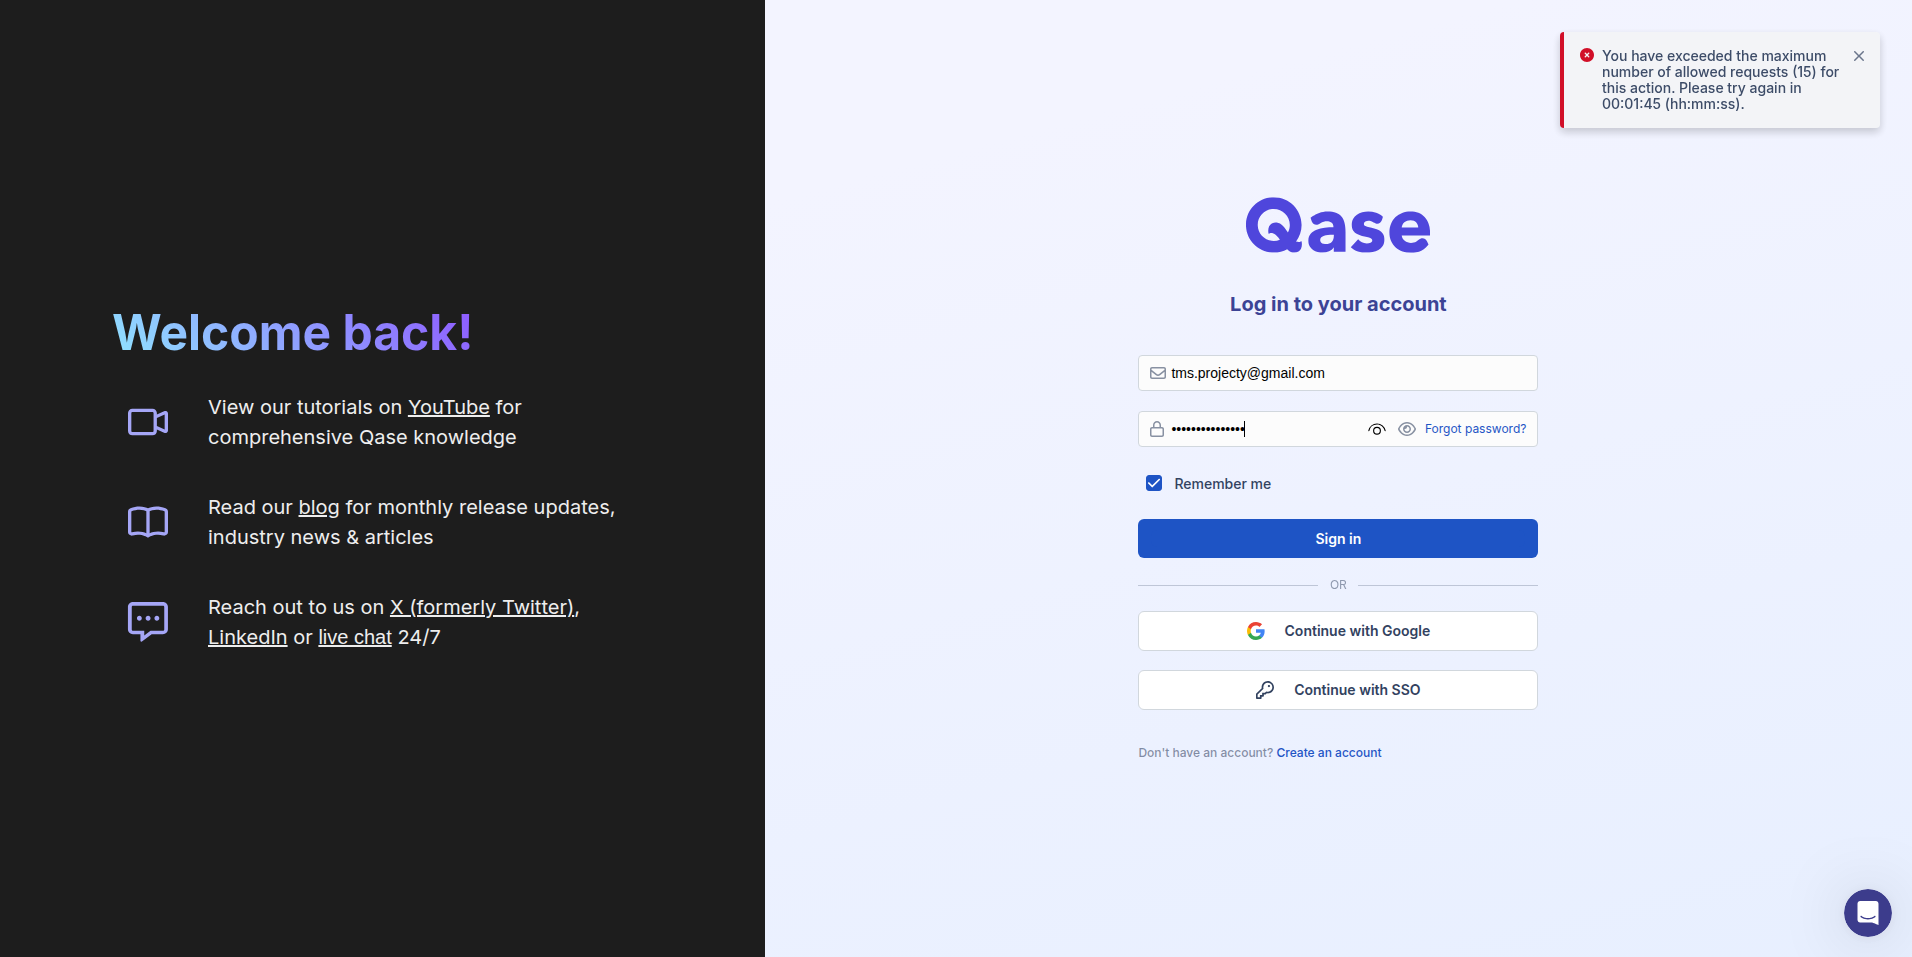 Welcome back!
View our tutorials on YouTube for
comprehensive Qase knowledge
Read our blog for monthly release updates,
industry news & articles
Reach out to us on X (formerly Twitter),
LinkedIn or live chat 24/7
You have exceeded the maximum
number of allowed requests (15) for
this action. Please try again in
00:01:45 (hh:mm:ss).
Qase
Log in to your account
tms.projecty@gmail.com
•••••••••••••••
Forgot password?
Remember me
Sign in
OR
Continue with Google
Continue with SSO
Don't have an account? Create an account